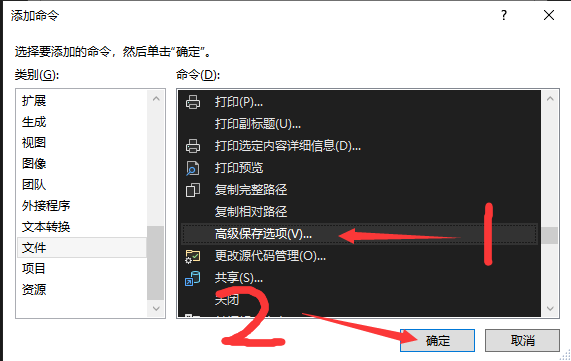 添加命令
选择要添加的命令，然后单击“确定”。
类别(G):
命令(D):
扩展
生成
视图
图像
团队
外接程序
文本转换
文件
项目
资源
打印(P)...
打印副标题(U)...
打印选定内容详细信息(D)...
打印预览
复制完整路径
复制相对路径
高级保存选项(V)...
更改源代码管理(O)...
共享(S)...
关闭
1
2
确定
取消